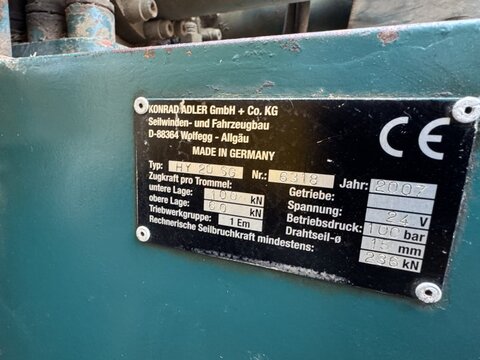 KONRAD ADLER GmbH + Co. KG
Seilwinden- und Fahrzeugbau
D-88364 Wolfegg - Allgäu
MADE IN GERMANY
CE
Typ: HY 20 SG Nr.: 6318 Jahr: 2007
Zugkraft pro Trommel: Getriebe:
untere Lage: 100 kN Spannung: 24 V
obere Lage: kN Betriebsdruck: 100 bar
Triebwerkgruppe: 1 Em Drahtseil-ø 15 mm
Rechnerische Seilbruchkraft mindestens: 236 kN